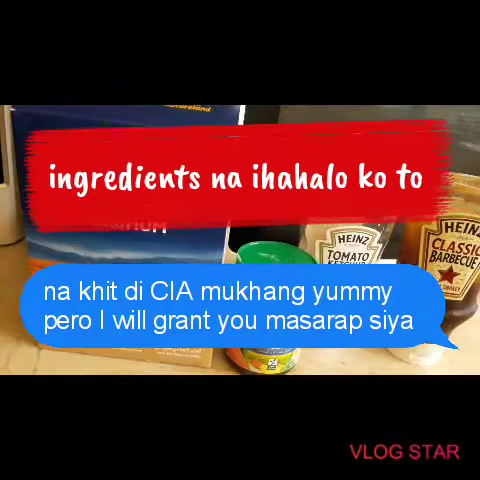 ingredients na ihahalo ko to
HEINZ
TOMATO
KETCHUP
HEINZ
CLASSIC
BARBECUE
na khit di CIA mukhang yummy
pero I will grant you masarap siya
VLOG STAR